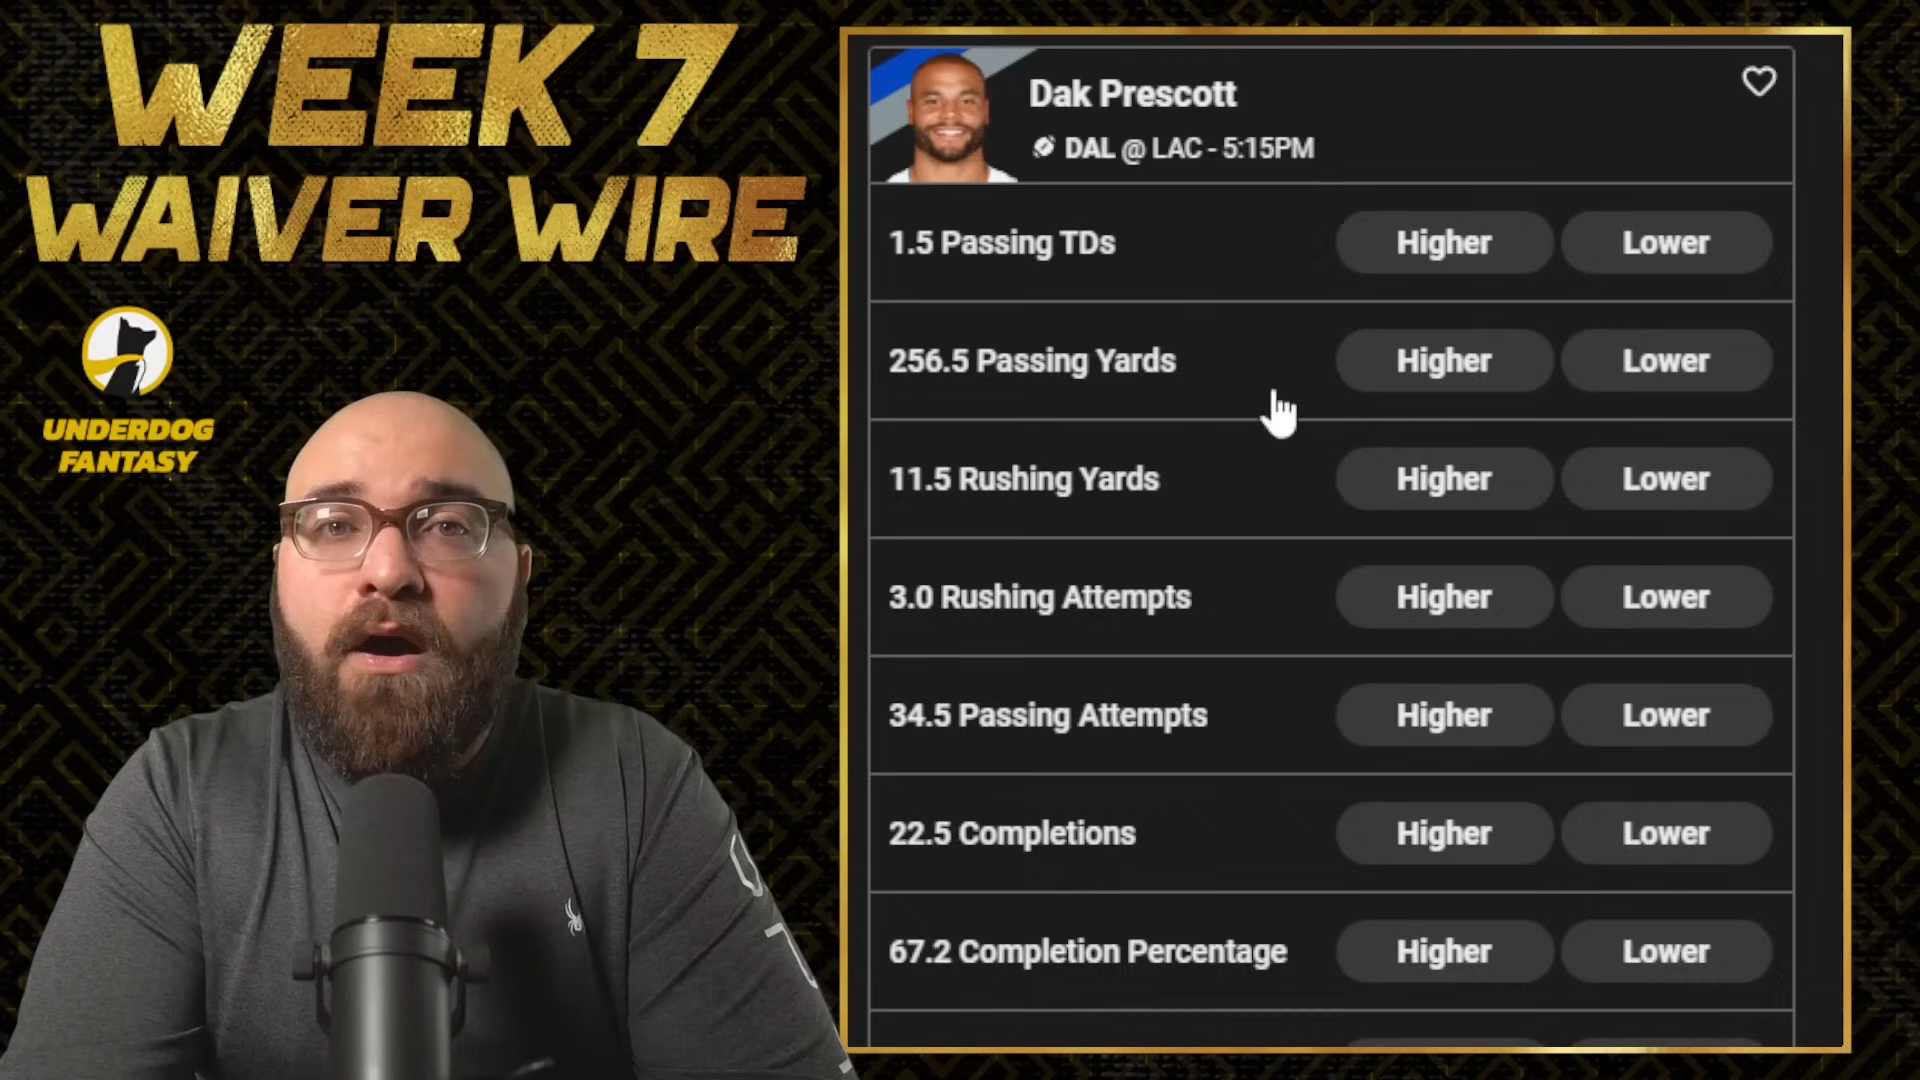 WEEK 7
WAIVER WIRE
UNDERDOG
FANTASY
Dak Prescott
DAL @ LAC - 5:15PM
1.5 Passing TDs
Higher
Lower
256.5 Passing Yards
Higher
Lower
11.5 Rushing Yards
Higher
Lower
3.0 Rushing Attempts
Higher
Lower
34.5 Passing Attempts
Higher
Lower
22.5 Completions
Higher
Lower
67.2 Completion Percentage
Higher
Lower